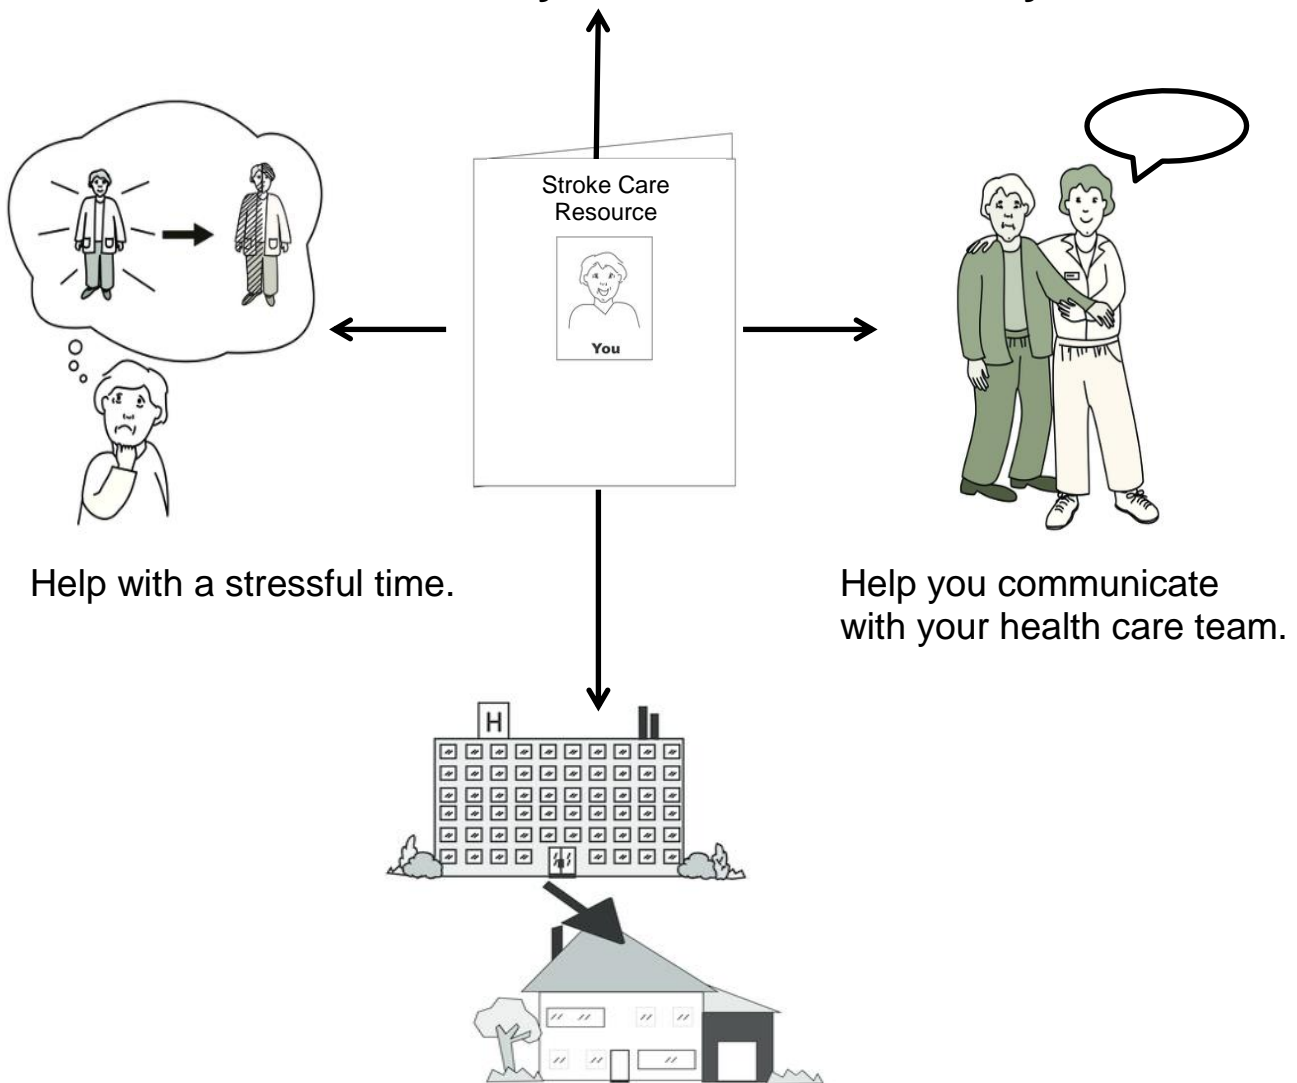 Stroke Care
Resource
You
Help with a stressful time.
Help you communicate
with your health care team.
H